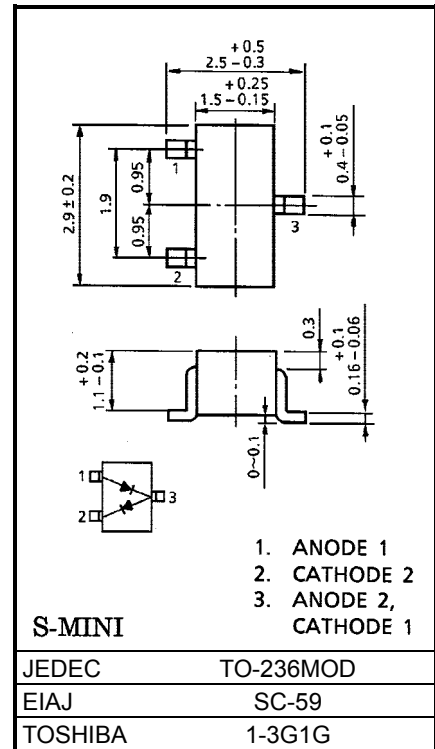 +0.5
2.5-0.3
+0.25
1.5-0.15
2.9±0.2
1.9
0.95
0.95
1
2
3
+0.1
0.4-0.05
+0.2
1.1-0.1
0.3
+0.1
0.16-0.06
0~0.1
1
2
3
1. ANODE 1
2. CATHODE 2
3. ANODE 2,
CATHODE 1
S-MINI
JEDEC TO-236MOD
EIAJ SC-59
TOSHIBA 1-3G1G